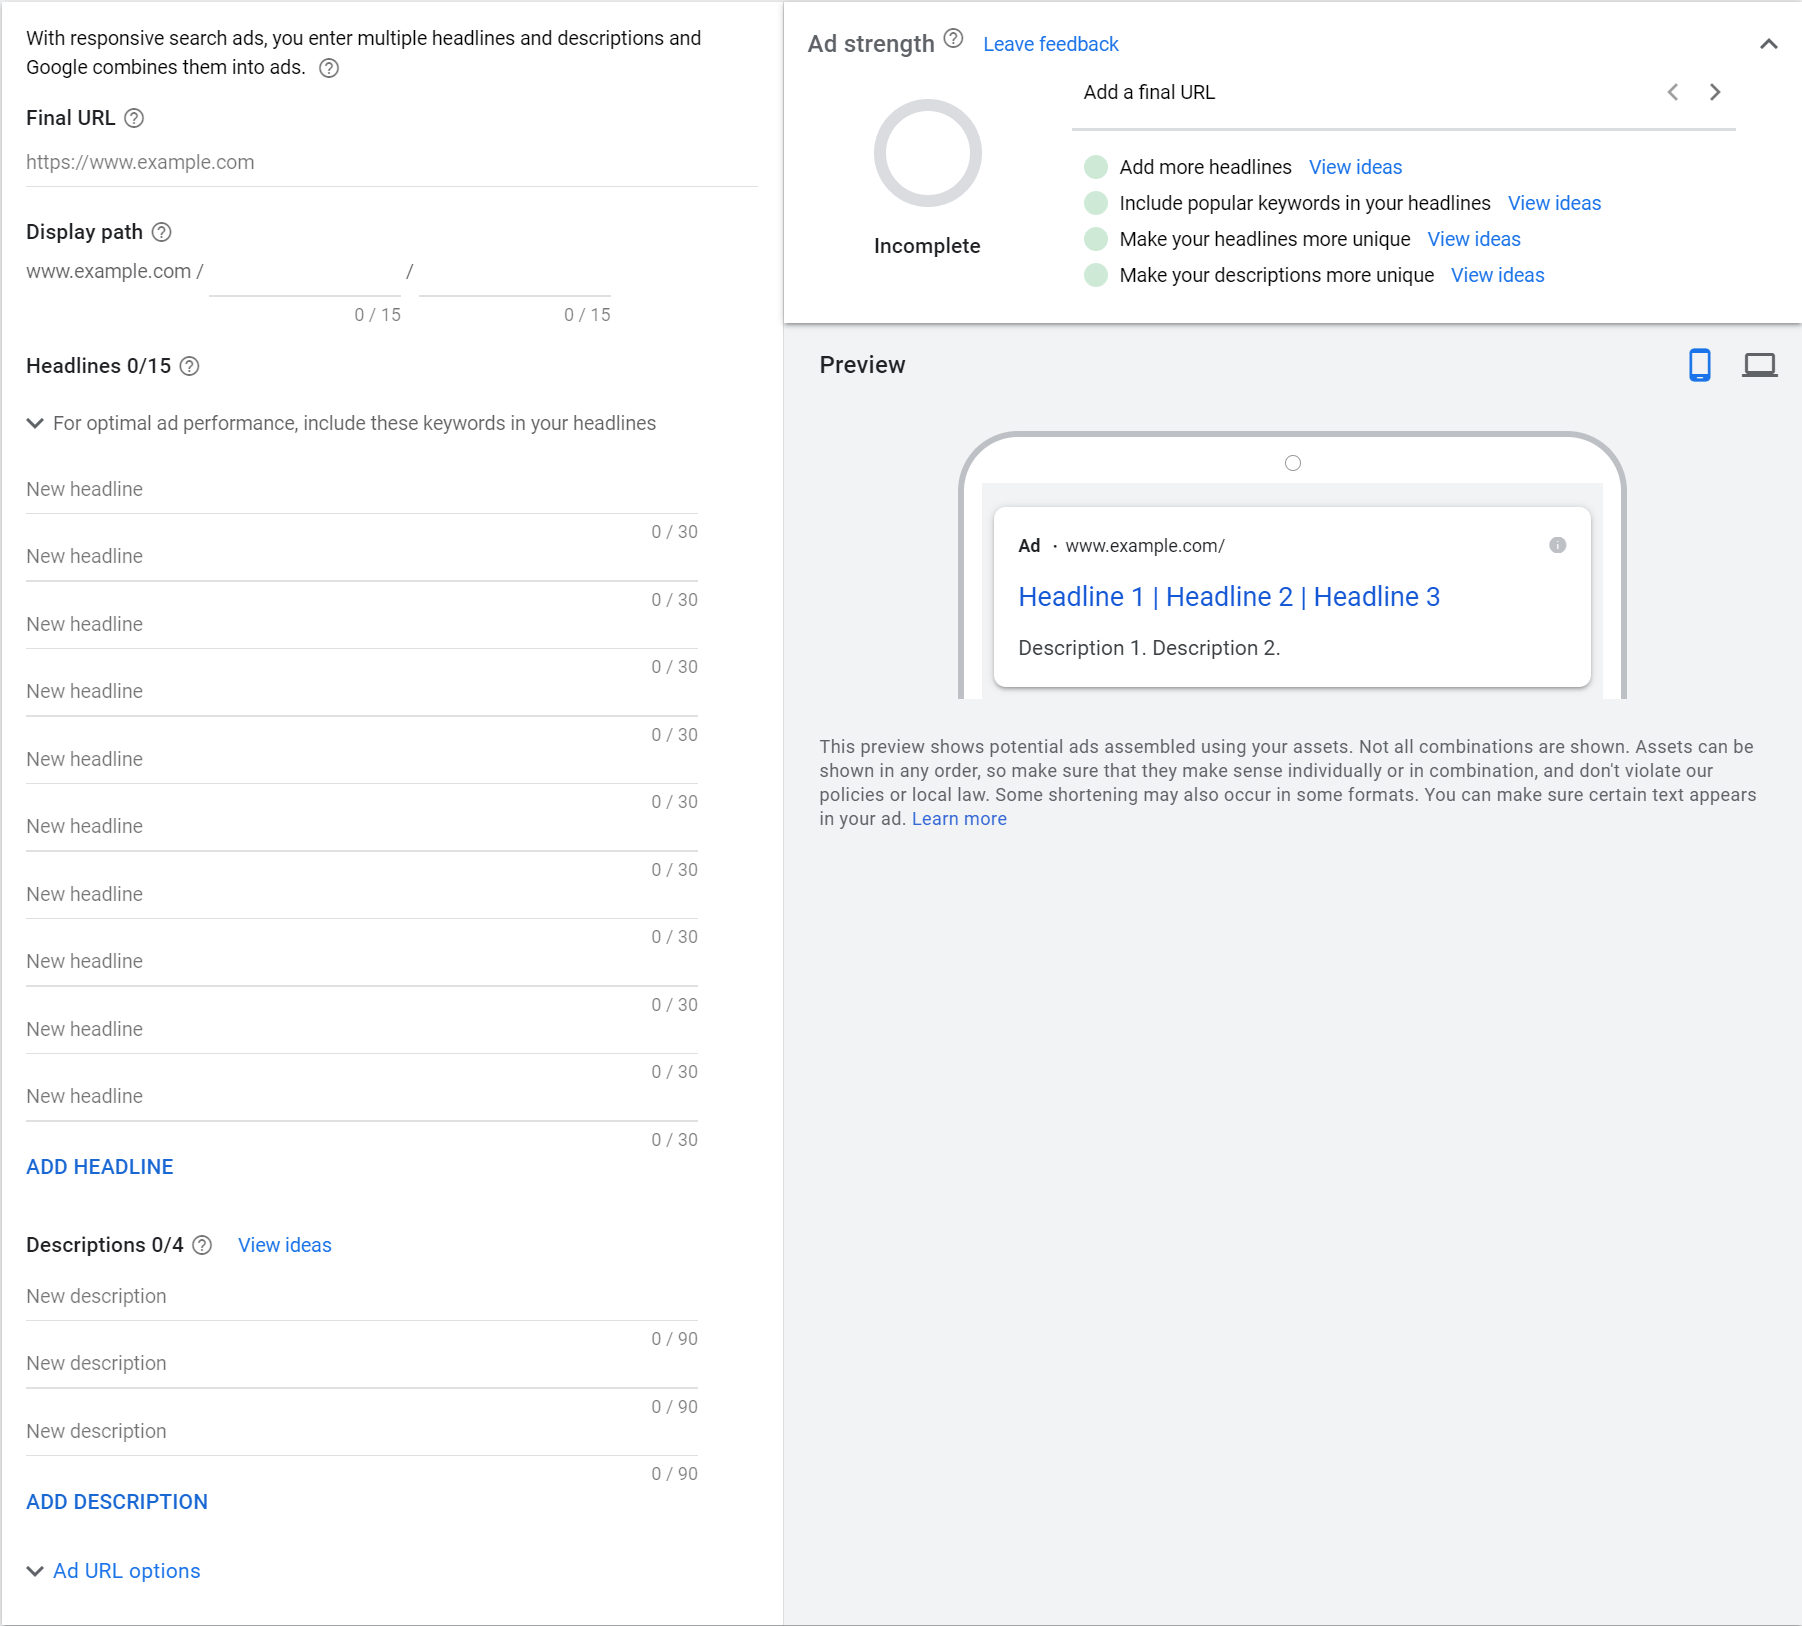 With responsive search ads, you enter multiple headlines and descriptions and
Google combines them into ads.
Final URL
https://www.example.com
Display path
www.example.com / /
0 / 15 0 / 15
Headlines 0/15
For optimal ad performance, include these keywords in your headlines
New headline
0 / 30
New headline
0 / 30
New headline
0 / 30
New headline
0 / 30
New headline
0 / 30
New headline
0 / 30
New headline
0 / 30
New headline
0 / 30
New headline
0 / 30
New headline
0 / 30
ADD HEADLINE
Descriptions 0/4 View ideas
New description
0 / 90
New description
0 / 90
New description
0 / 90
ADD DESCRIPTION
Ad URL options
Ad strength Leave feedback
Incomplete
Add a final URL
Add more headlines View ideas
Include popular keywords in your headlines View ideas
Make your headlines more unique View ideas
Make your descriptions more unique View ideas
Preview
Ad · www.example.com/
Headline 1 | Headline 2 | Headline 3
Description 1. Description 2.
This preview shows potential ads assembled using your assets. Not all combinations are shown. Assets can be
shown in any order, so make sure that they make sense individually or in combination, and don't violate our
policies or local law. Some shortening may also occur in some formats. You can make sure certain text appears
in your ad. Learn more